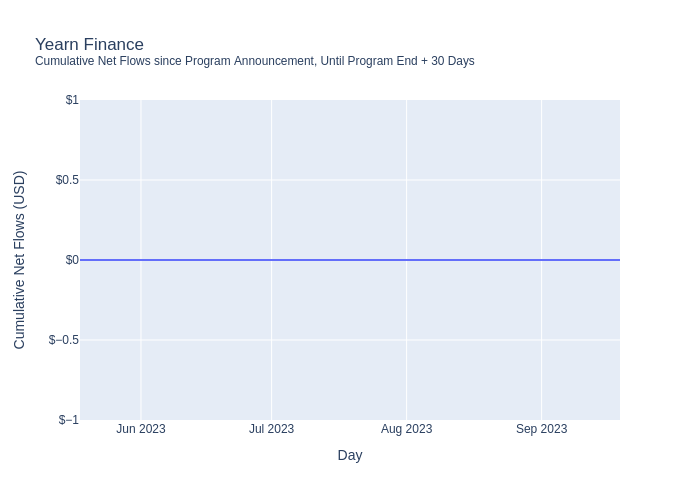 Yearn Finance
Cumulative Net Flows since Program Announcement, Until Program End + 30 Days
$1
$0.5
$0
$−0.5
$−1
Cumulative Net Flows (USD)
Jun 2023
Jul 2023
Aug 2023
Sep 2023
Day